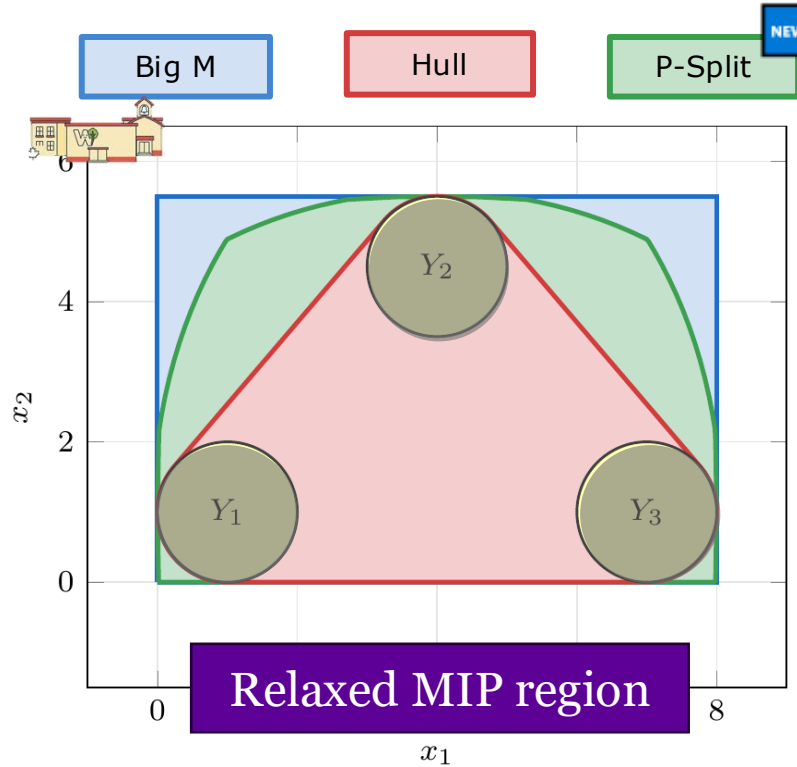 NEW
Big M Hull P-Split
W
6
Y2
4
x2
2
Y1 Y3
0
Relaxed MIP region
0 8
x1